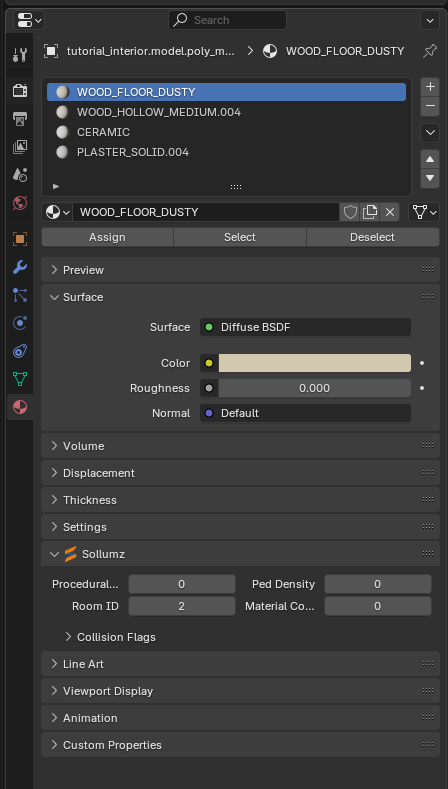 Search
tutorial_interior.model.poly_m... WOOD_FLOOR_DUSTY
WOOD_FLOOR_DUSTY
WOOD_HOLLOW_MEDIUM.004
CERAMIC
PLASTER_SOLID.004
WOOD_FLOOR_DUSTY
Assign Select Deselect
Preview
Surface
Surface Diffuse BSDF
Color
Roughness 0.000
Normal Default
Volume
Displacement
Thickness
Settings
Sollumz
Procedural... 0 Ped Density 0
Room ID 2 Material Co... 0
Collision Flags
Line Art
Viewport Display
Animation
Custom Properties